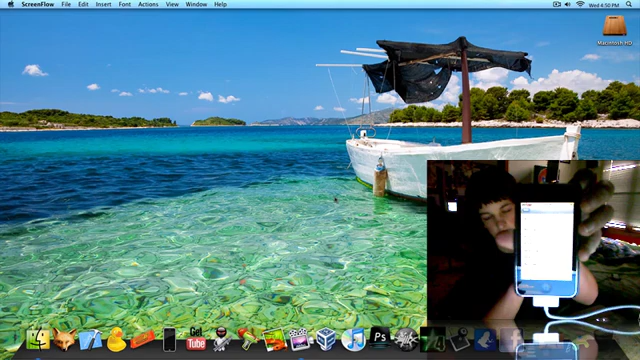 ScreenFlow File Edit Insert Font Actions View Window Help Wed 4:50 PM
Macintosh HD
Get
Tube
Ps